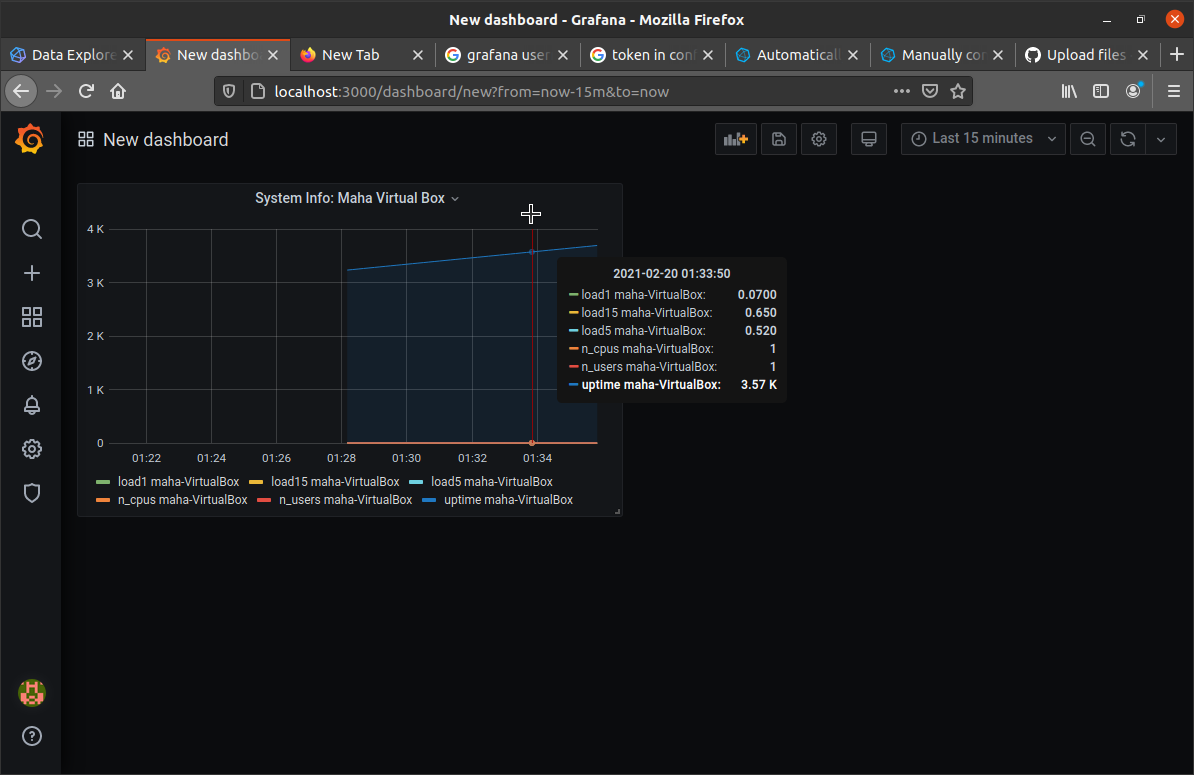 New dashboard - Grafana - Mozilla Firefox
Data Explore New dashbo New Tab grafana user token in conf Automatical Manually con Upload files
localhost:3000/dashboard/new?from=now-15m&to=now
New dashboard Last 15 minutes
System Info: Maha Virtual Box
4 K
3 K
2 K
1 K
0
01:22 01:24 01:26 01:28 01:30 01:32 01:34
2021-02-20 01:33:50
load1 maha-VirtualBox: 0.0700
load15 maha-VirtualBox: 0.650
load5 maha-VirtualBox: 0.520
n_cpus maha-VirtualBox: 1
n_users maha-VirtualBox: 1
uptime maha-VirtualBox: 3.57 K
load1 maha-VirtualBox load15 maha-VirtualBox load5 maha-VirtualBox
n_cpus maha-VirtualBox n_users maha-VirtualBox uptime maha-VirtualBox